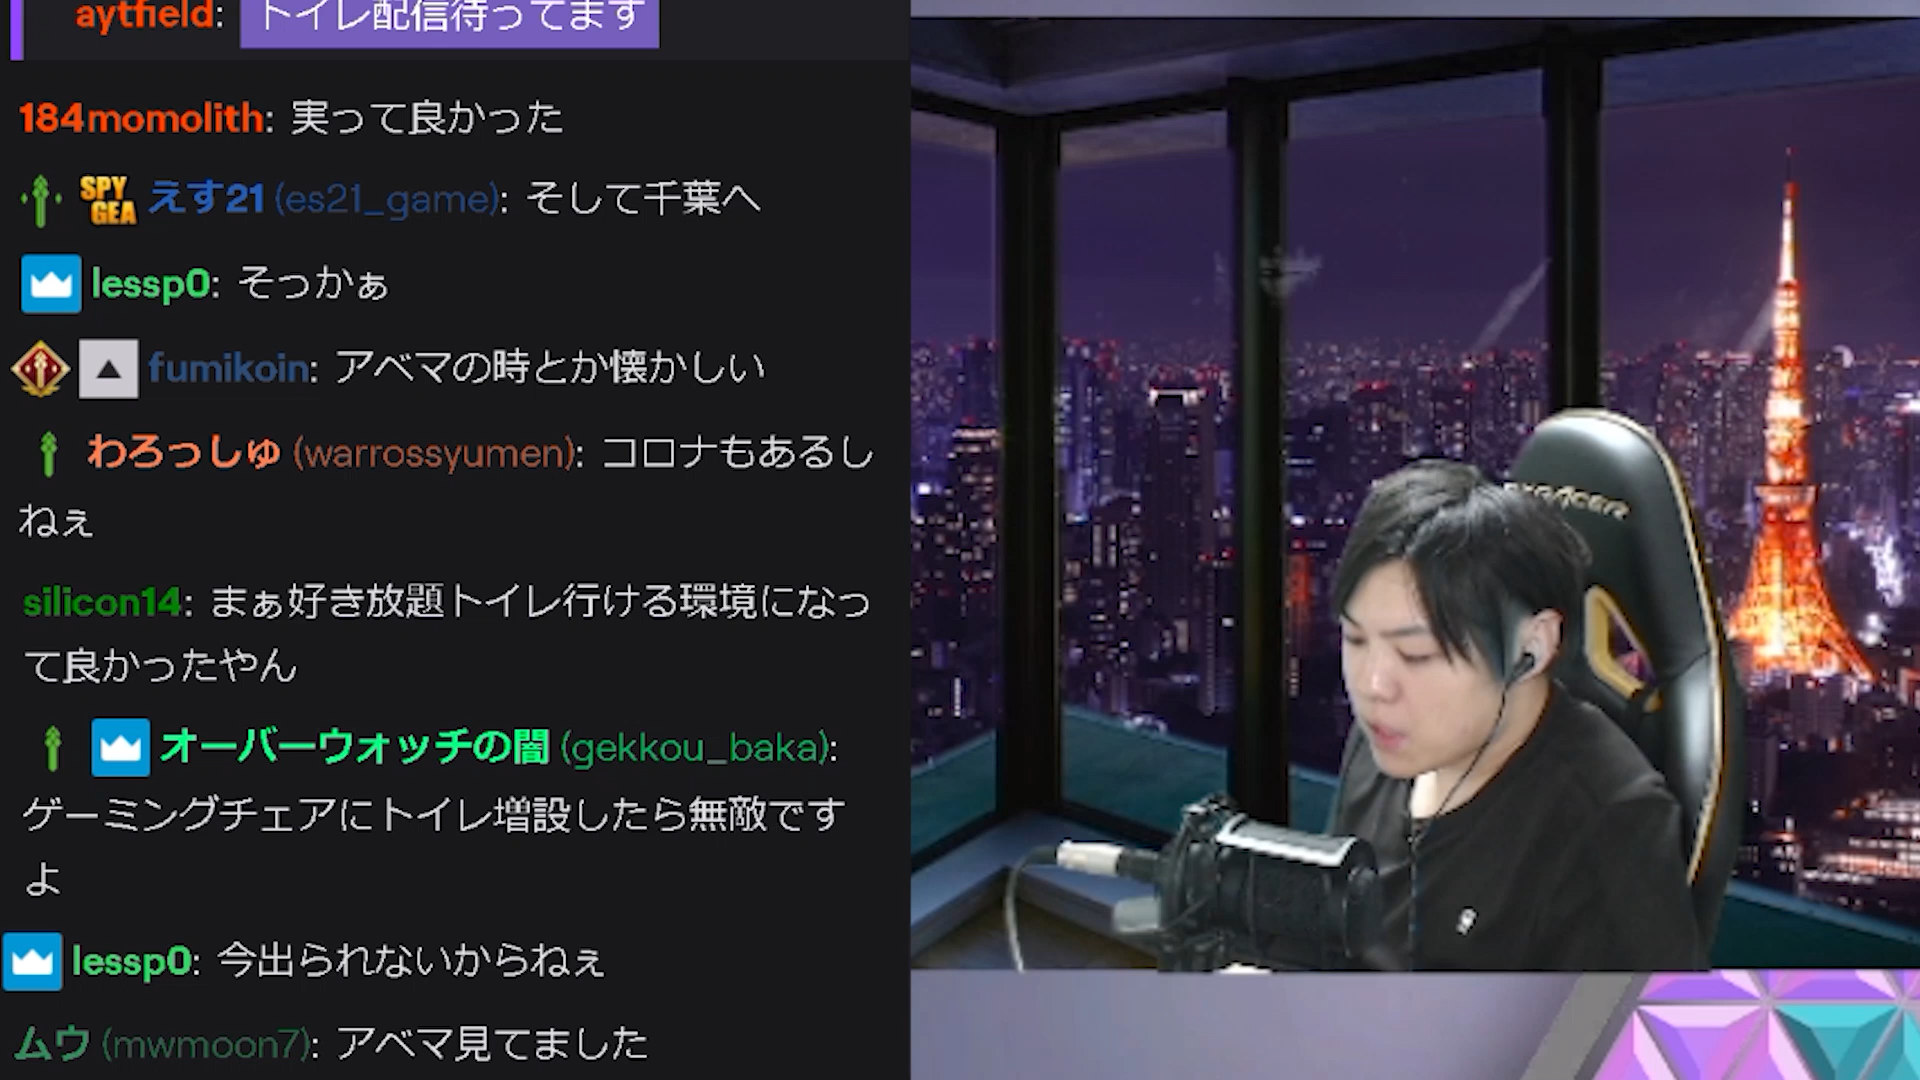 aytfield: トイレ配信待ってます
184momolith: 実って良かった
SPY GEA えす21 (es21_game): そして千葉へ
lessp0: そっかぁ
fumikoin: アベマの時とか懐かしい
わろっしゅ (warrossyumen): コロナもあるし
ねぇ
silicon14: まぁ好き放題トイレ行ける環境になっ
て良かったやん
オーバーウォッチの闇 (gekkou_baka):
ゲーミングチェアにトイレ増設したら無敵です
よ
lessp0: 今出られないからねぇ
ムウ (mwmoon7): アベマ見てました
DXRACER